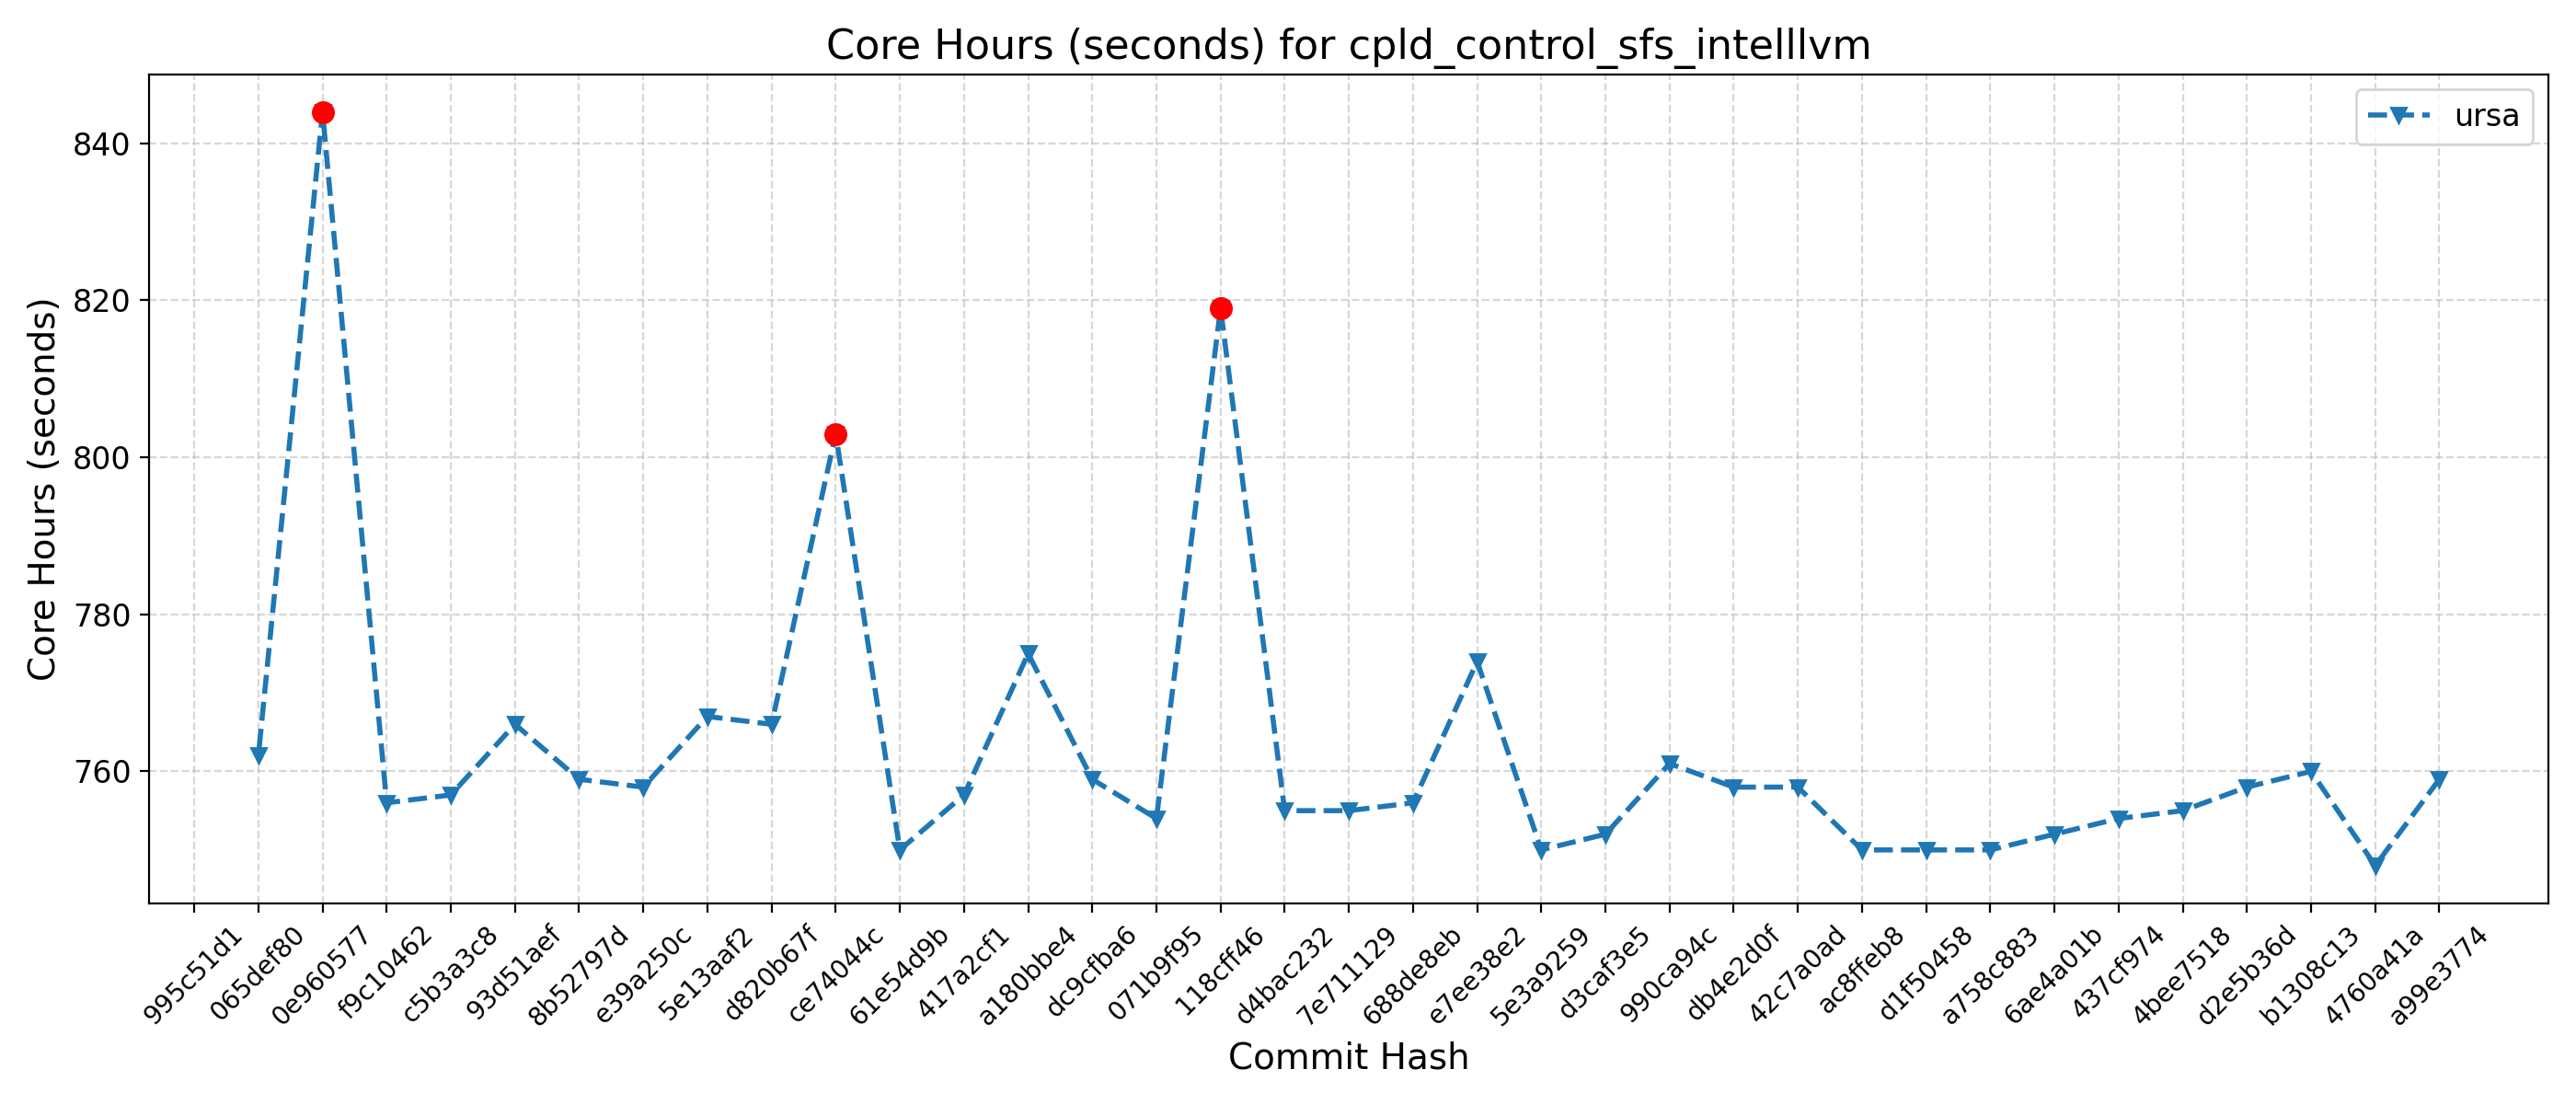 Core Hours (seconds) for cpld_control_sfs_intelllvm
ursa
Core Hours (seconds)
840
820
800
780
760
995c51d1
065def80
0e960577
f9c10462
c5b3a3c8
93d51aef
8b52797d
e39a250c
5e13aaf2
d820b67f
ce74044c
61e54d9b
417a2cf1
a180bbe4
dc9cfba6
071b9f95
118cff46
d4bac232
7e711129
688de8eb
e7ee38e2
5e3a9259
d3caf3e5
990ca94c
db4e2d0f
42c7a0ad
ac8ffeb8
d1f50458
a758c883
6ae4a01b
437cf974
4bee7518
d2e5b36d
b1308c13
4760a41a
a99e3774
Commit Hash